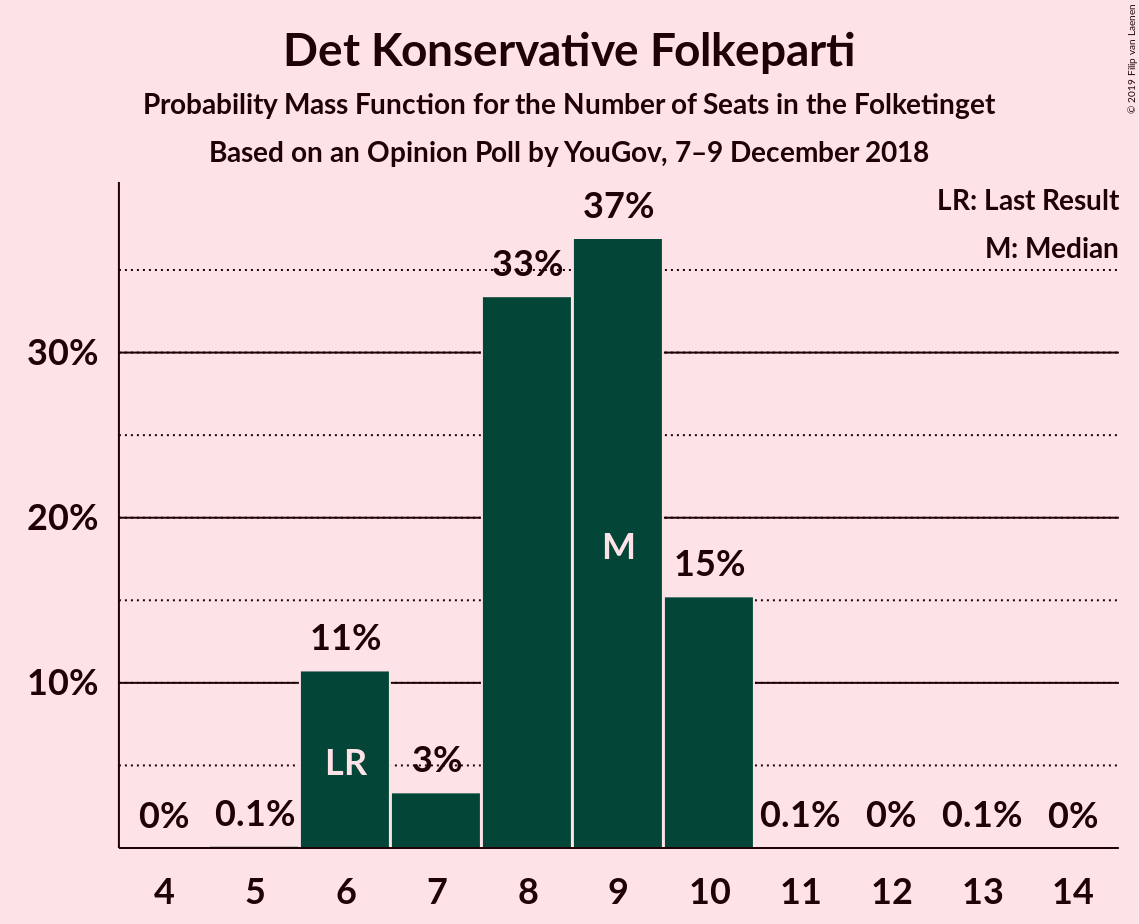 Det Konservative Folkeparti
Probability Mass Function for the Number of Seats in the Folketinget
Based on an Opinion Poll by YouGov, 7–9 December 2018
© 2019 Filip van Laenen
LR: Last Result
M: Median
37%
33%
30%
M
20%
15%
11%
10%
LR
3%
0%
0.1%
0.1%
0%
0.1%
0%
4 5 6 7 8 9 10 11 12 13 14